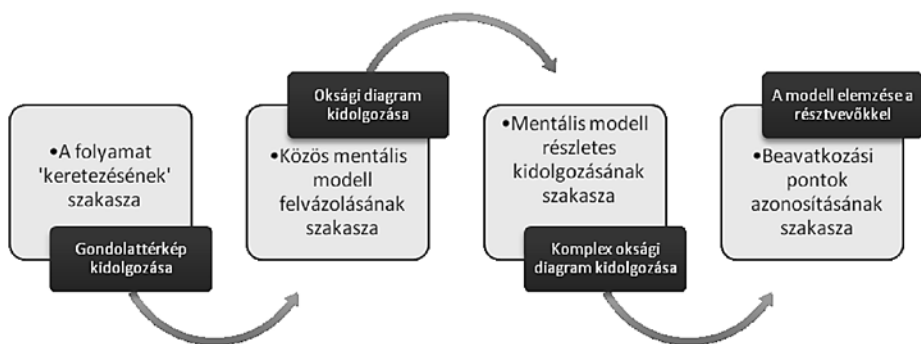 •A folyamat
'keretezésének'
szakasza
Gondolattérkép
kidolgozása
Oksági diagram
kidolgozása
•Közös mentális
modell
felvázolásának
szakasza
•Mentális modell
részletes
kidolgozásának
szakasza
Komplex oksági
diagram kidolgozása
A modell elemzése a
résztvevőkkel
•Beavatkozási
pontok
azonosításának
szakasza